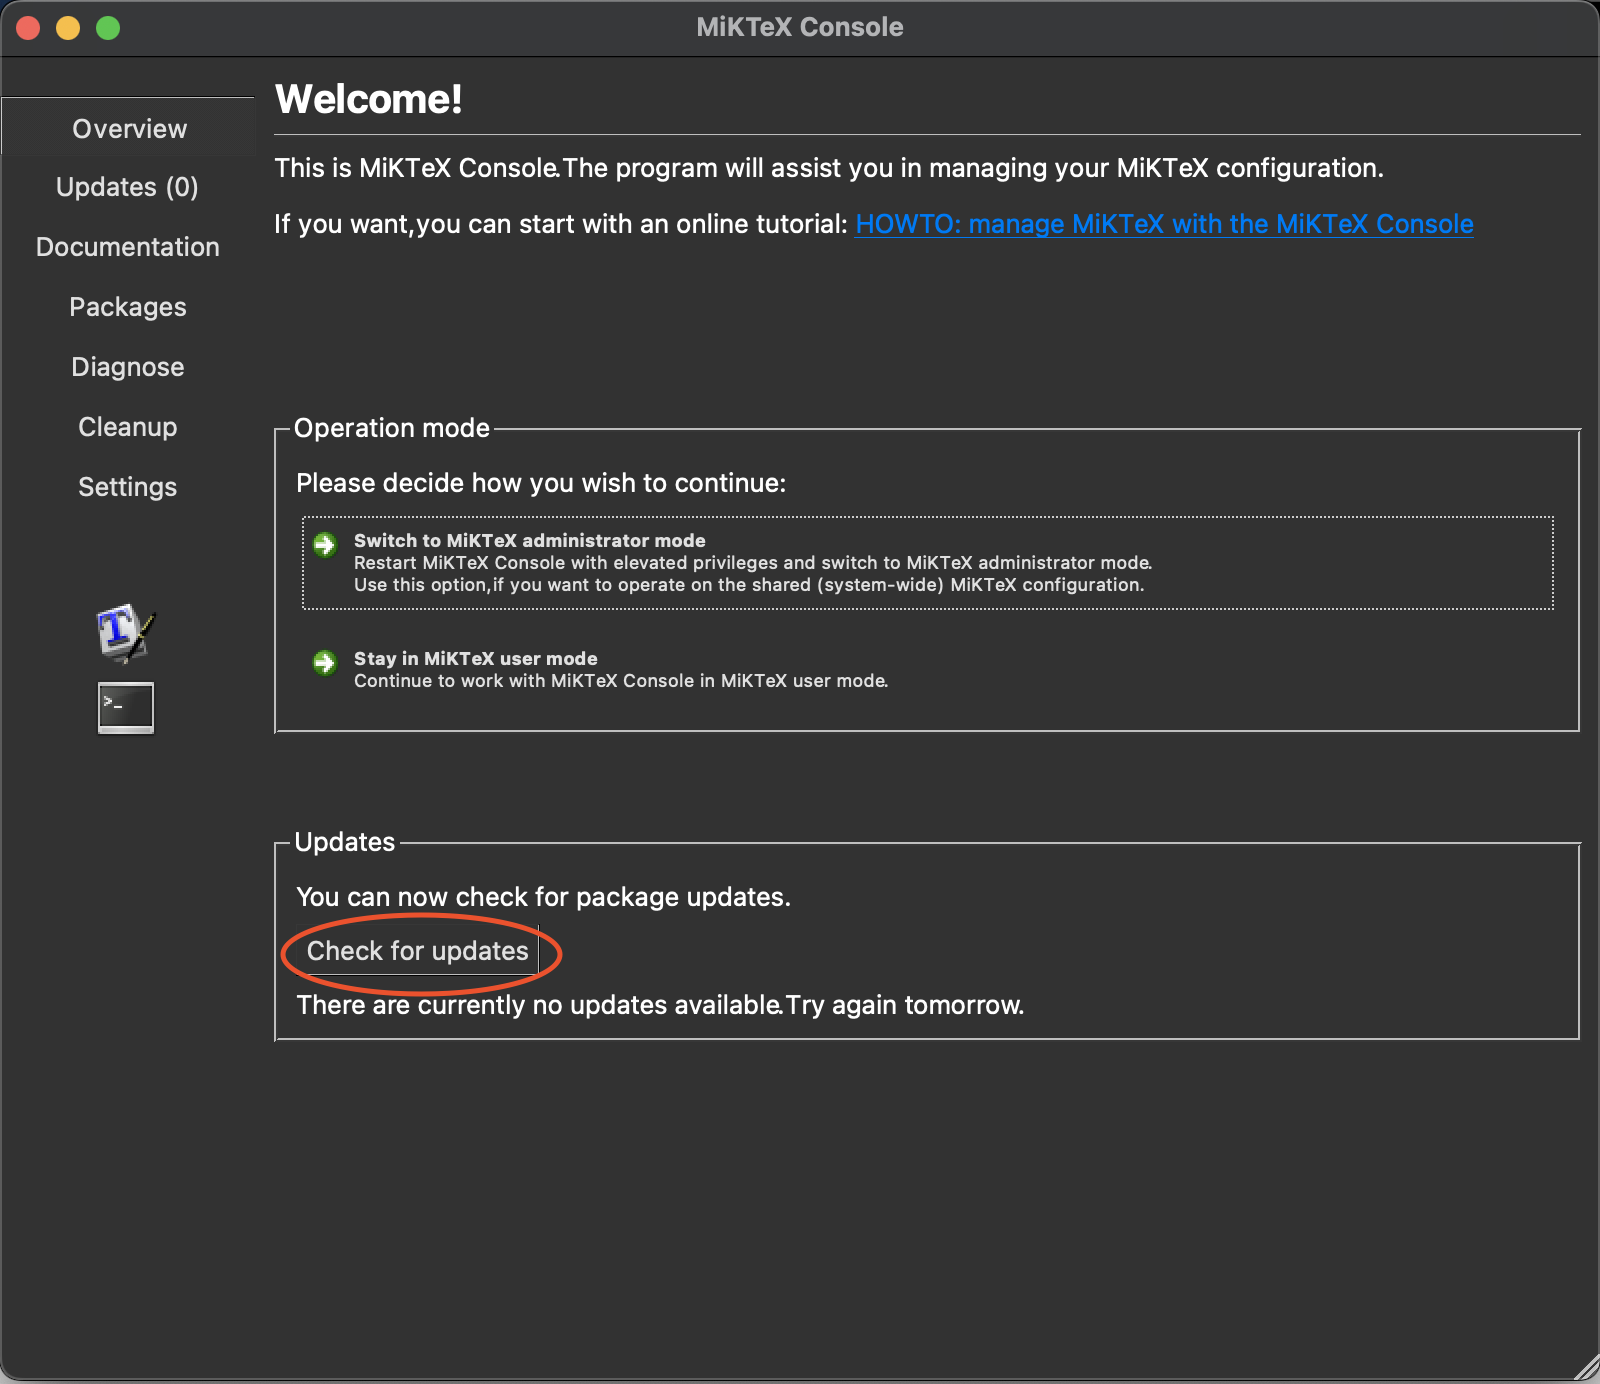 MiKTeX Console
Overview
Updates (0)
Documentation
Packages
Diagnose
Cleanup
Settings
T
>_
Welcome!
This is MiKTeX Console.The program will assist you in managing your MiKTeX configuration.
If you want,you can start with an online tutorial: HOWTO: manage MiKTeX with the MiKTeX Console
Operation mode
Please decide how you wish to continue:
Switch to MiKTeX administrator mode
Restart MiKTeX Console with elevated privileges and switch to MiKTeX administrator mode.
Use this option,if you want to operate on the shared (system-wide) MiKTeX configuration.
Stay in MiKTeX user mode
Continue to work with MiKTeX Console in MiKTeX user mode.
Updates
You can now check for package updates.
Check for updates
There are currently no updates available.Try again tomorrow.